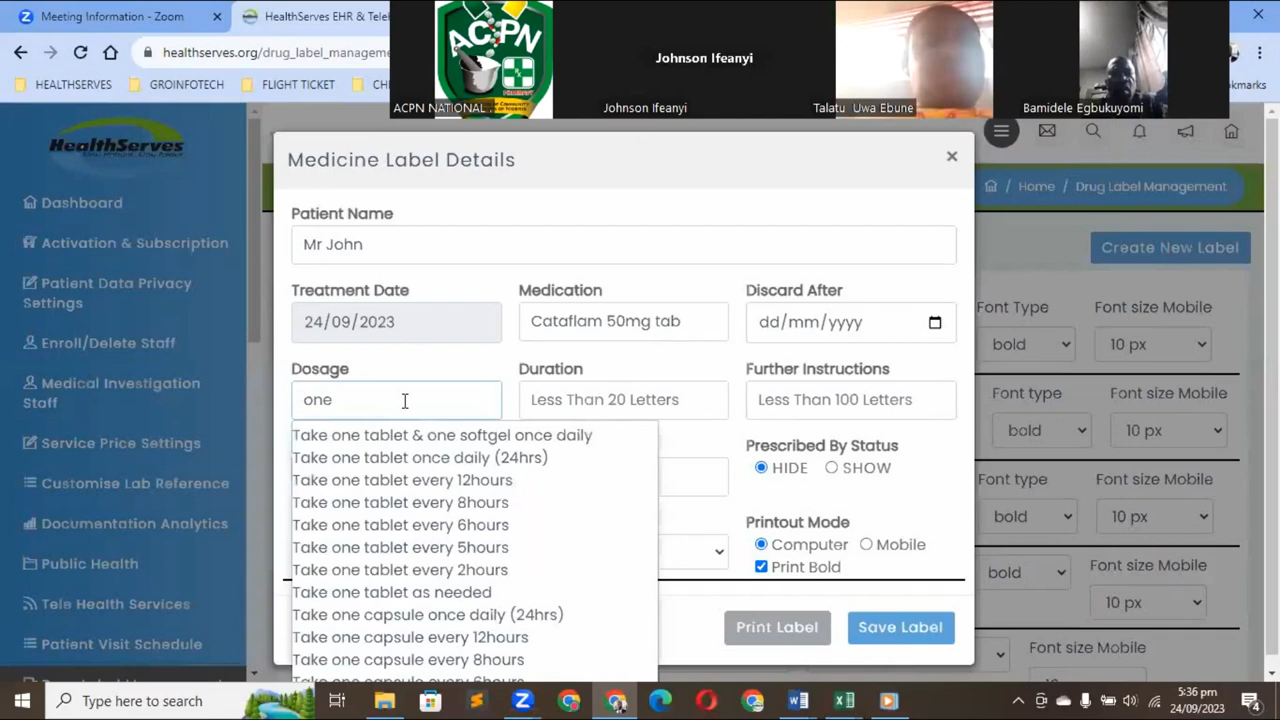 Meeting Information - Zoom
HealthServes EHR & Tele
healthserves.org/drug_label_manageme
HEALTHSERVES
GROINFOTECH
FLIGHT TICKET
ACPN
ACPN NATIONAL
Johnson Ifeanyi
Johnson Ifeanyi
Talatu Uwa Ebune
Bamidele Egbukuyomi
HealthServes
Dashboard
Activation & Subscription
Patient Data Privacy
Settings
Enroll/Delete Staff
Medical Investigation
Staff
Service Price Settings
Customise Lab Reference
Documentation Analytics
Public Health
Tele Health Services
Patient Visit Schedule
Medicine Label Details
Patient Name
Mr John
Treatment Date
Medication
Discard After
24/09/2023
Cataflam 50mg tab
dd/mm/yyyy
Dosage
Duration
Further Instructions
one
Less Than 20 Letters
Less Than 100 Letters
Take one tablet & one softgel once daily
Take one tablet once daily (24hrs)
Take one tablet every 12hours
Take one tablet every 8hours
Take one tablet every 6hours
Take one tablet every 5hours
Take one tablet every 2hours
Take one tablet as needed
Take one capsule once daily (24hrs)
Take one capsule every 12hours
Take one capsule every 8hours
Take one capsule every 6hours
Prescribed By Status
HIDE
SHOW
Printout Mode
Computer
Mobile
Print Bold
Print Label
Save Label
Home / Drug Label Management
Create New Label
Font Type
Font size Mobile
bold
10 px
Font type
Font size Mobile
bold
10 px
Font type
Font size Mobile
bold
10 px
Font size Mobile
bold
10 px
Font size Mobile
Type here to search
5:36 pm
24/09/2023
4